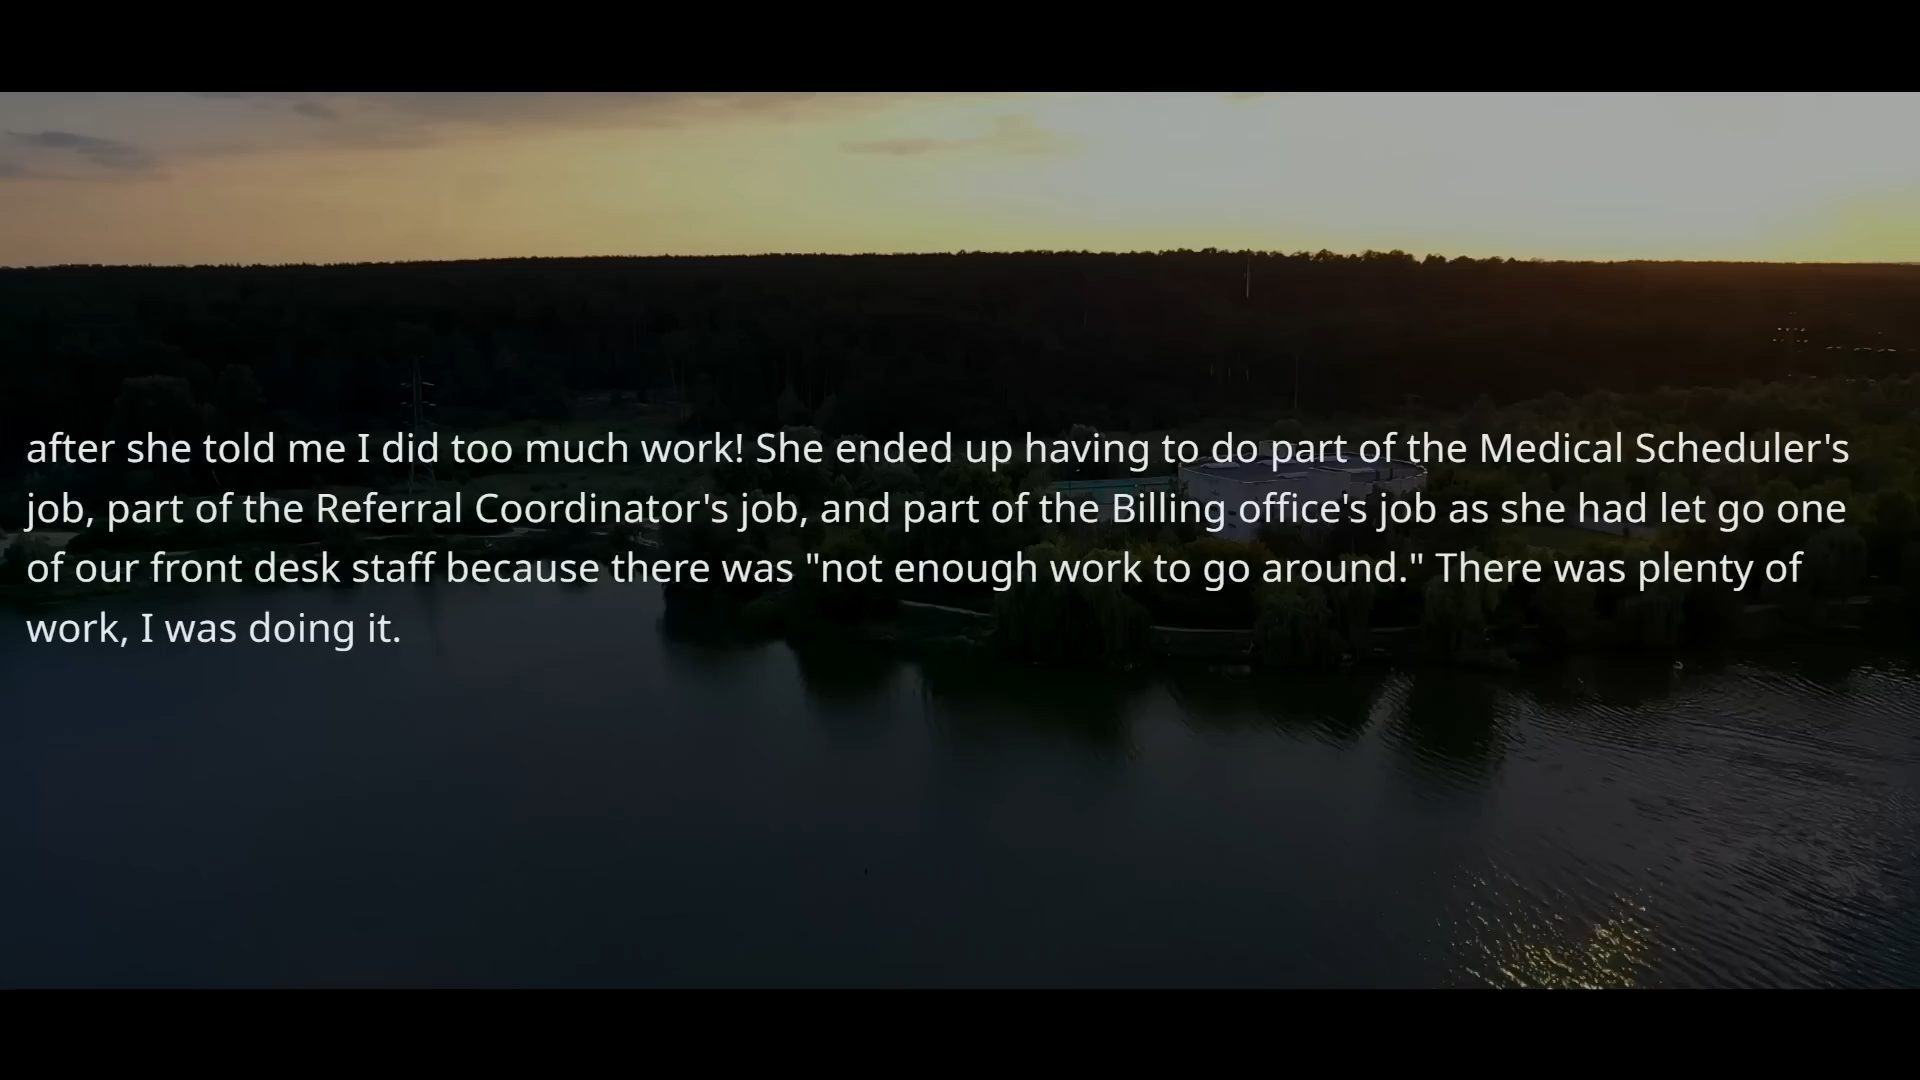 after she told me I did too much work! She ended up having to do part of the Medical Scheduler's
job, part of the Referral Coordinator's job, and part of the Billing office's job as she had let go one
of our front desk staff because there was "not enough work to go around." There was plenty of
work, I was doing it.